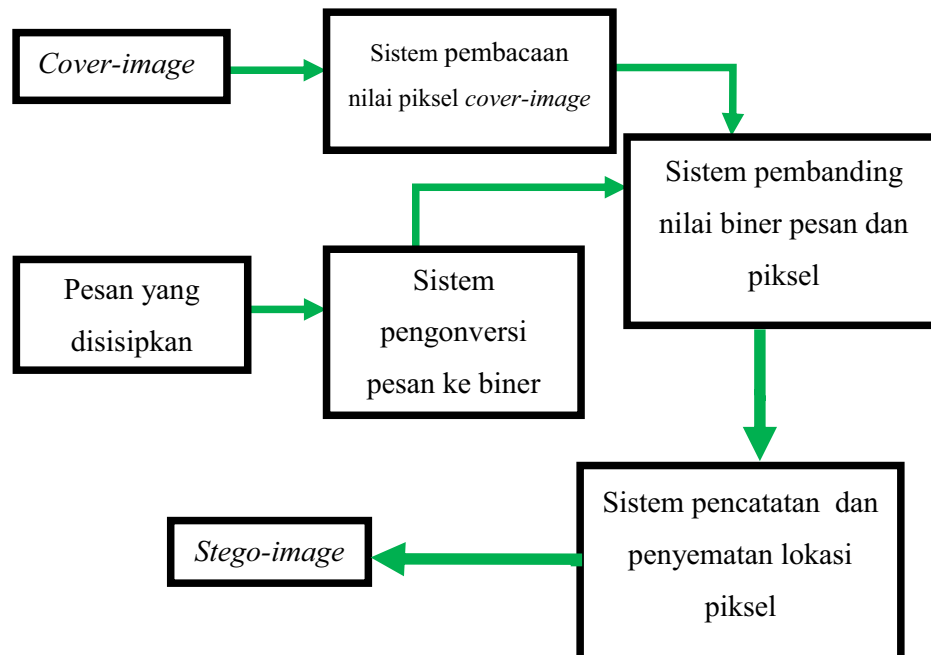 Cover-image
Sistem pembacaan
nilai piksel cover-image
Sistem pembanding
nilai biner pesan dan
piksel
Pesan yang
disisipkan
Sistem
pengonversi
pesan ke biner
Sistem pencatatan dan
penyematan lokasi
piksel
Stego-image